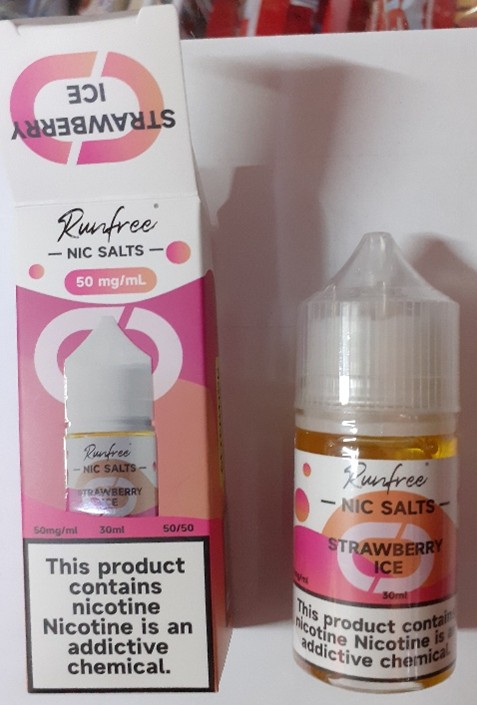 STRAWBERRY
ICE
Runfree®
NIC SALTS
50 mg/mL
Runfree
NIC SALTS
STRAWBERRY
ICE
50mg/ml 30ml 50/50
This product
contains
nicotine
Nicotine is an
addictive
chemical.
Runfree
NIC SALTS
STRAWBERRY
ICE
30ml
This product
nicotine Nicotine is
addictive chemical.